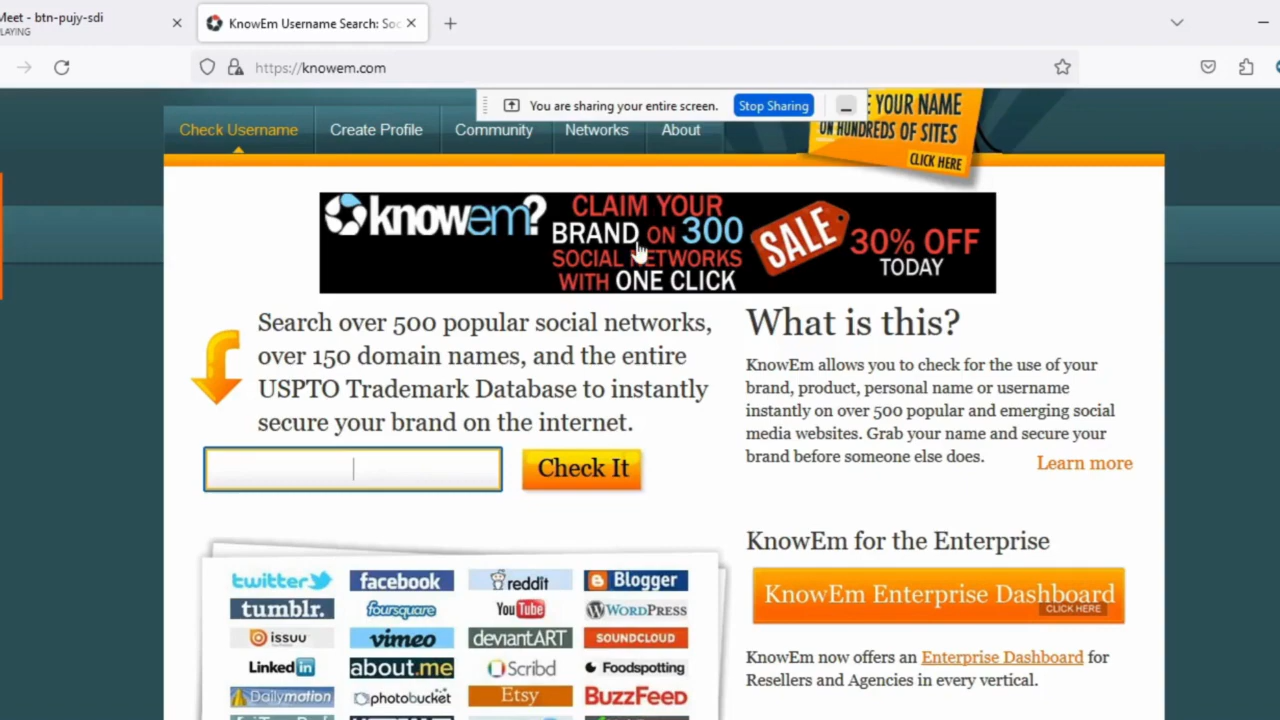 Meet - btn-pujy-sdi
LAYING
KnowEm Username Search: Soc
https://knowem.com
You are sharing your entire screen.
Stop Sharing
Check Username
Create Profile
Community
Networks
About
E YOUR NAME
ON HUNDREDS OF SITES
CLICK HERE
knowem?
CLAIM YOUR
BRAND ON 300
SOCIAL NETWORKS
WITH ONE CLICK
SALE
30% OFF
TODAY
Search over 500 popular social networks,
over 150 domain names, and the entire
USPTO Trademark Database to instantly
secure your brand on the internet.
Check It
What is this?
KnowEm allows you to check for the use of your
brand, product, personal name or username
instantly on over 500 popular and emerging social
media websites. Grab your name and secure your
brand before someone else does.
Learn more
twitter
facebook
reddit
Blogger
tumblr.
foursquare
YouTube
WORDPRESS
issuu
vimeo
deviantART
SOUNDCLOUD
Linked in
about.me
Scribd
Foodspotting
Dailymotion
photobucket
Etsy
BUZZFEED
KnowEm for the Enterprise
KnowEm Enterprise Dashboard
CLICK HERE
KnowEm now offers an Enterprise Dashboard for
Resellers and Agencies in every vertical.